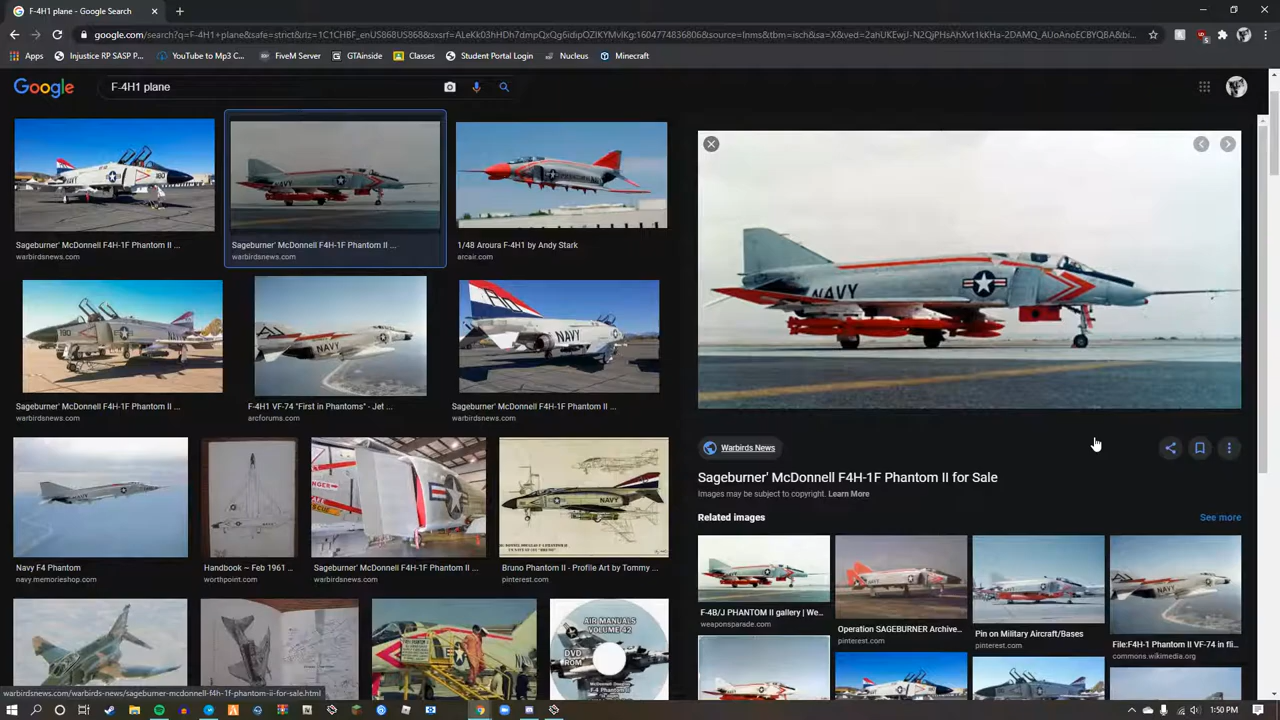 F-4H1 plane - Google Search
google.com/search?q=F-4H1+plane&safe=strict&rlz=1C1CHBF_enUS868US868&sxsrf=ALeKk03hHDh7dmpQxQg6idipOZIKYMvlKg:1604774836806&source=lnms&tbm=isch&sa=X&ved=2ahUKEwjJ-N2QjPHsAhXvt1kKHa-2DAMQ_AUoAnoECB8YQBA&bi...
Apps
Injustice RP SASP P...
YouTube to Mp3 C...
FiveM Server
GTAinside
Classes
Student Portal Login
Nucleus
Minecraft
Google
F-4H1 plane
Sageburner' McDonnell F4H-1F Phantom II ...
warbirdsnews.com
Sageburner' McDonnell F4H-1F Phantom II ...
warbirdsnews.com
1/48 Aroura F-4H1 by Andy Stark
arcair.com
NAVY
Sageburner' McDonnell F4H-1F Phantom II ...
warbirdsnews.com
F-4H1 VF-74 "First in Phantoms" - Jet ...
arcforums.com
Sageburner' McDonnell F4H-1F Phantom II ...
warbirdsnews.com
Warbirds News
Sageburner' McDonnell F4H-1F Phantom II for Sale
Images may be subject to copyright. Learn More
Related images
See more
Navy F4 Phantom
navy.memorieshop.com
Handbook ~ Feb 1961 ..
worthpoint.com
Sageburner' McDonnell F4H-1F Phantom II ...
warbirdsnews.com
Bruno Phantom II - Profile Art by Tommy ...
pinterest.com
F-4B/J PHANTOM II gallery | We...
weaponsparade.com
Operation SAGEBURNER Archive...
pinterest.com
Pin on Military Aircraft/Bases
pinterest.com
File:F4H-1 Phantom II VF-74 in fli...
commons.wikimedia.org
AIR MANUALS
VOLUME 42
DVD
ROM
warbirdsnews.com/warbirds-news/sageburner-mcdonnell-f4h-1f-phantom-ii-for-sale.html
1:50 PM